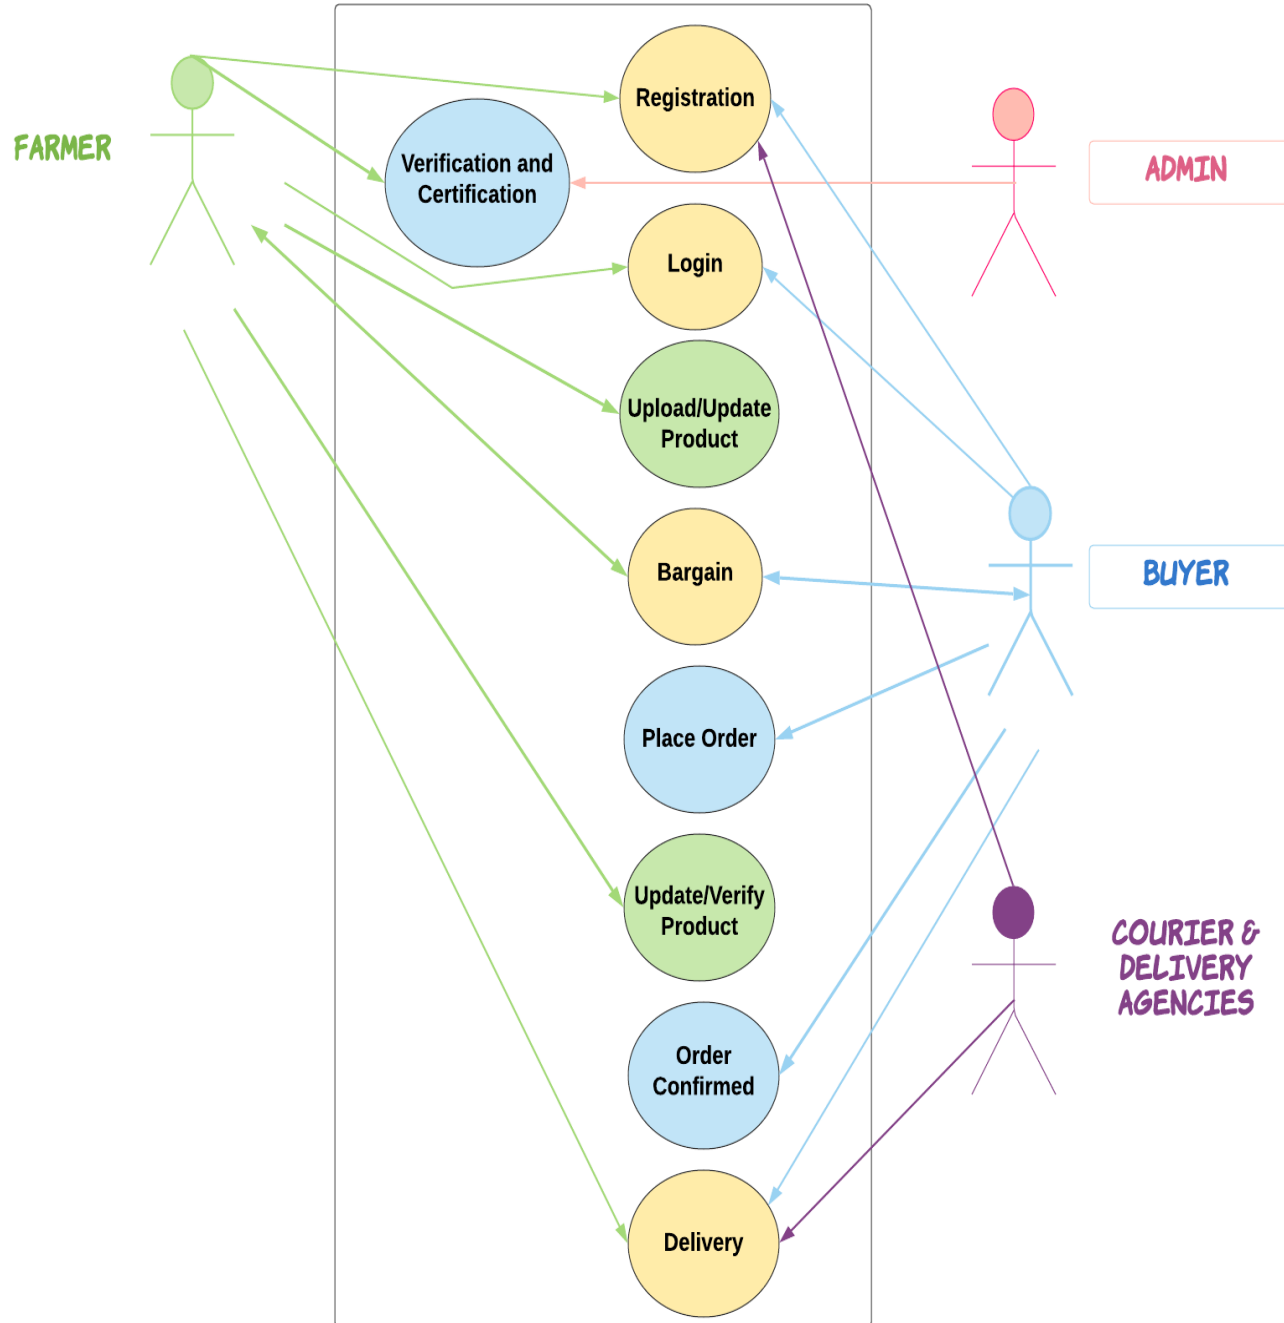 Registration
FARMER
Verification and
Certification
ADMIN
Login
Upload/Update
Product
Bargain
BUYER
Place Order
Update/Verify
Product
COURIER &
DELIVERY
AGENCIES
Order
Confirmed
Delivery